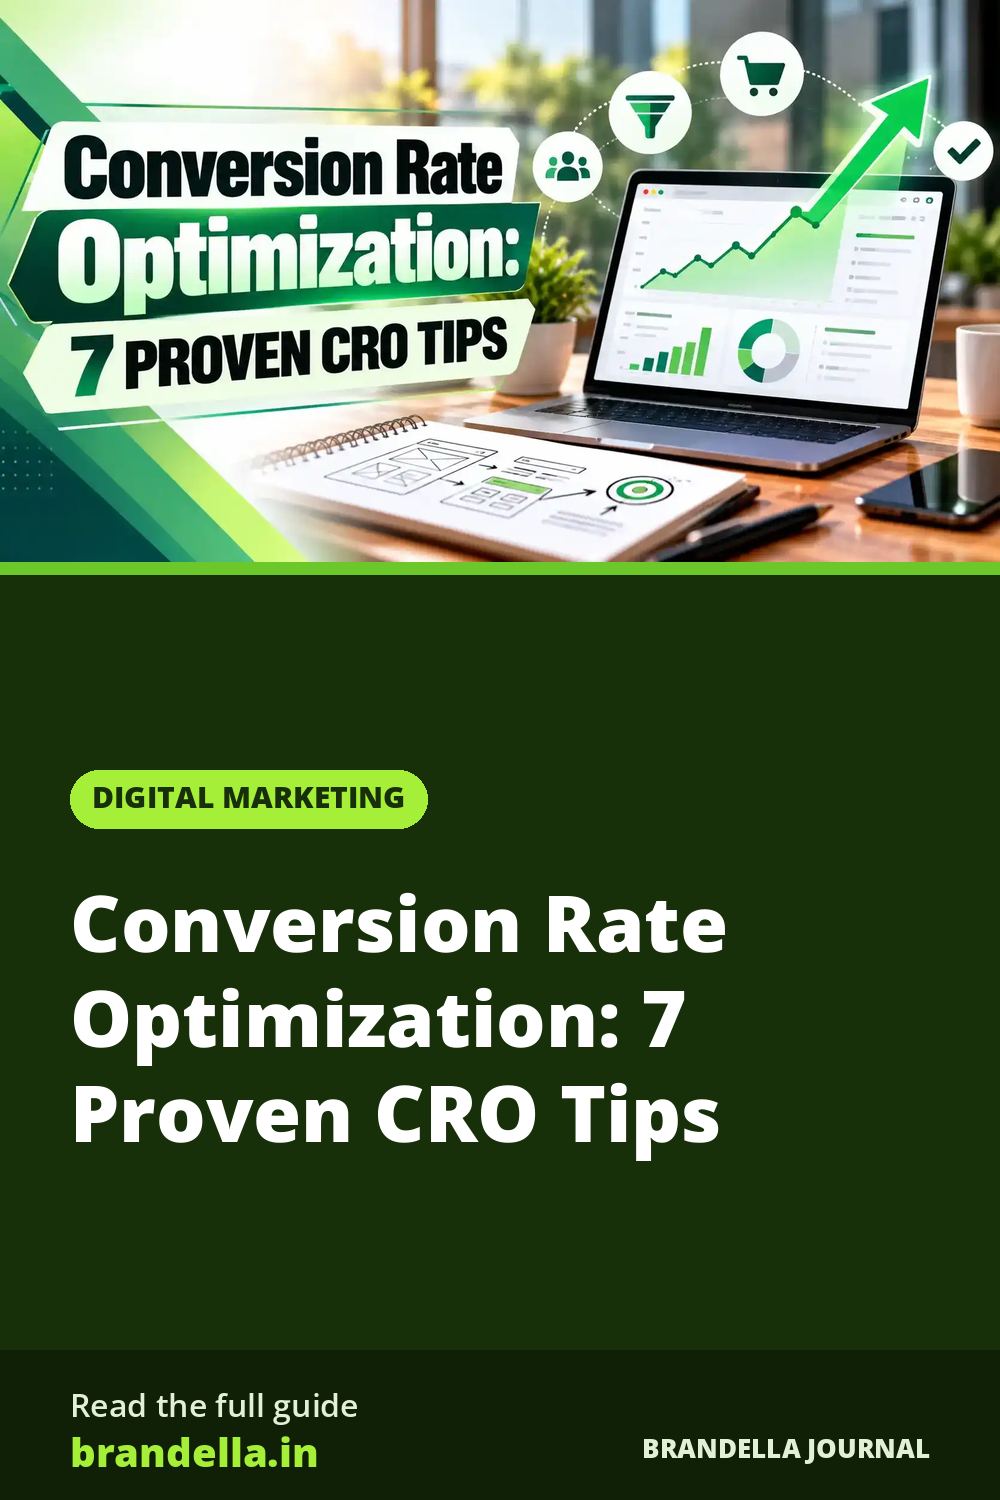 Conversion Rate
Optimization:
7 PROVEN CRO TIPS
DIGITAL MARKETING
Conversion Rate
Optimization: 7
Proven CRO Tips
Read the full guide
brandella.in
BRANDELLA JOURNAL